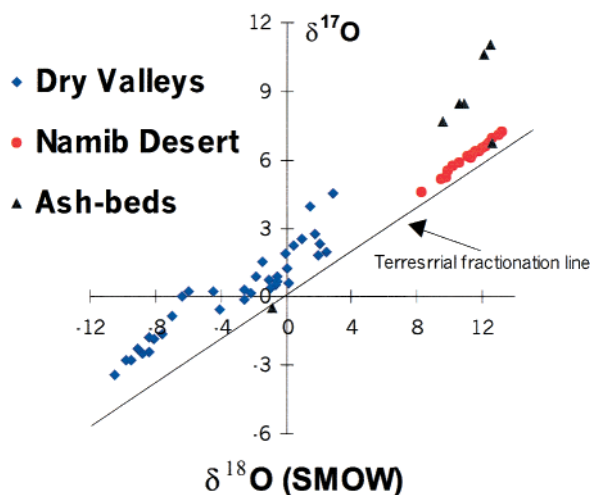 δ17O
Dry Valleys
Namib Desert
Ash-beds
12
9
6
3
0
-3
-6
-12
-8
-4
0
4
8
12
Terresrrial fractionation line
δ18O (SMOW)